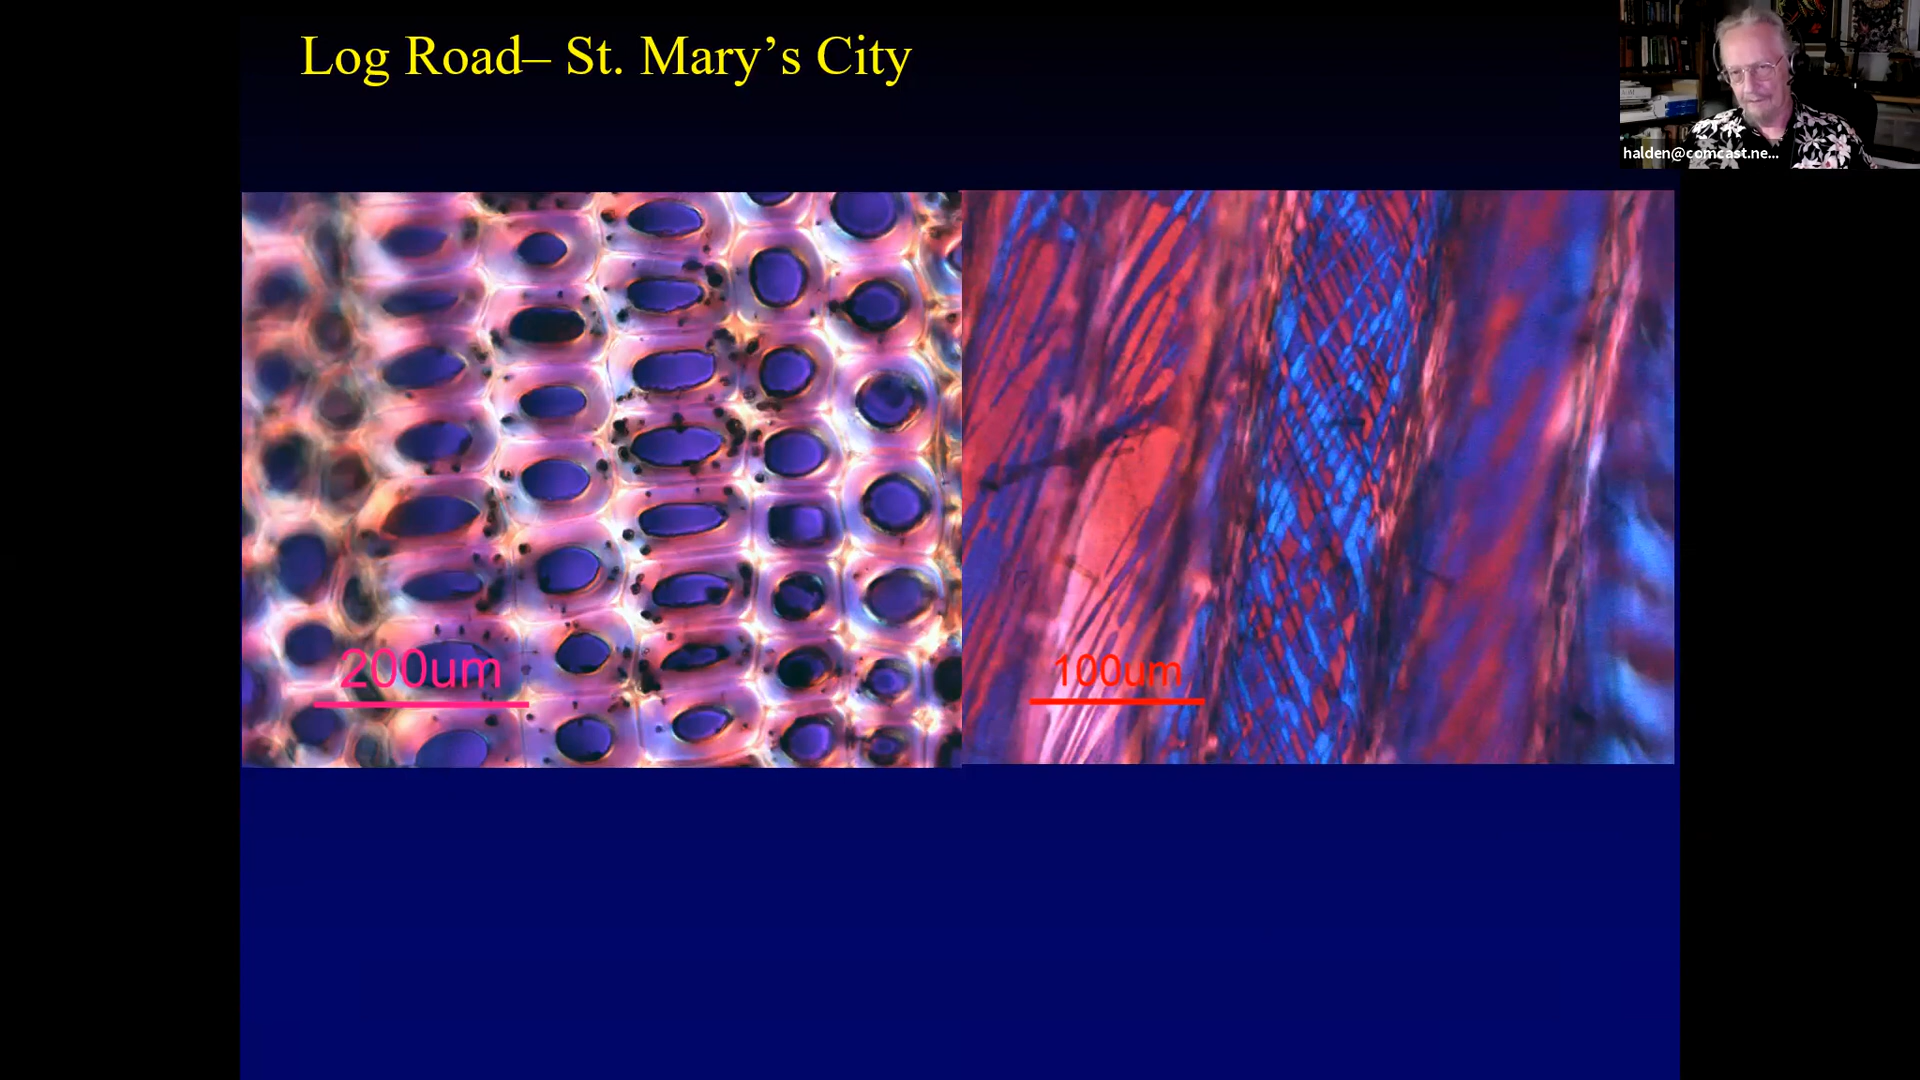 Log Road– St. Mary’s City
halden@comcast.ne...
200um
100um